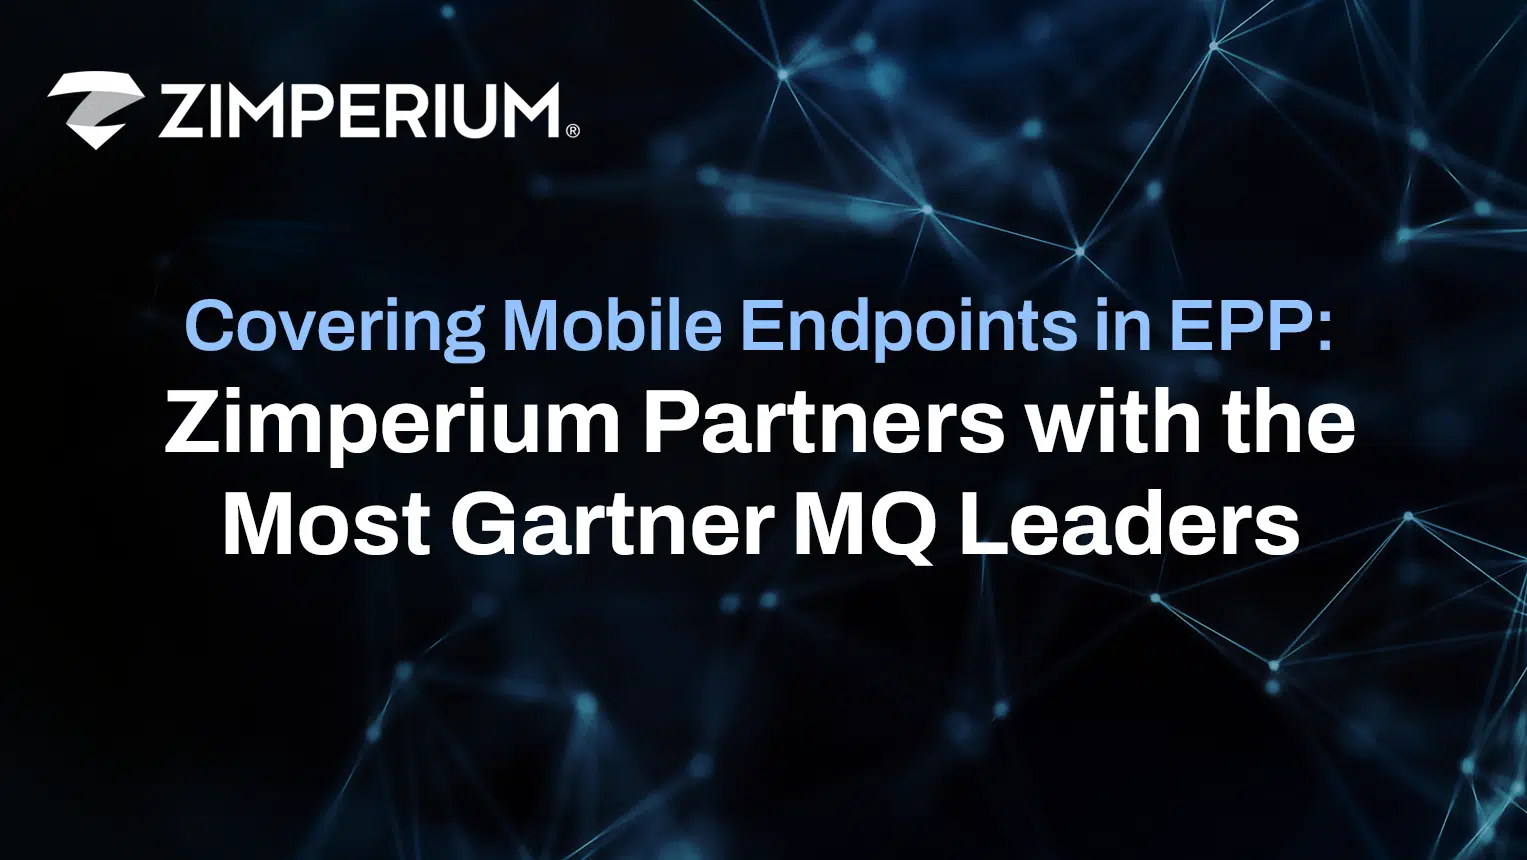 ZIMPERIUM®
Covering Mobile Endpoints in EPP:
Zimperium Partners with the
Most Gartner MQ Leaders